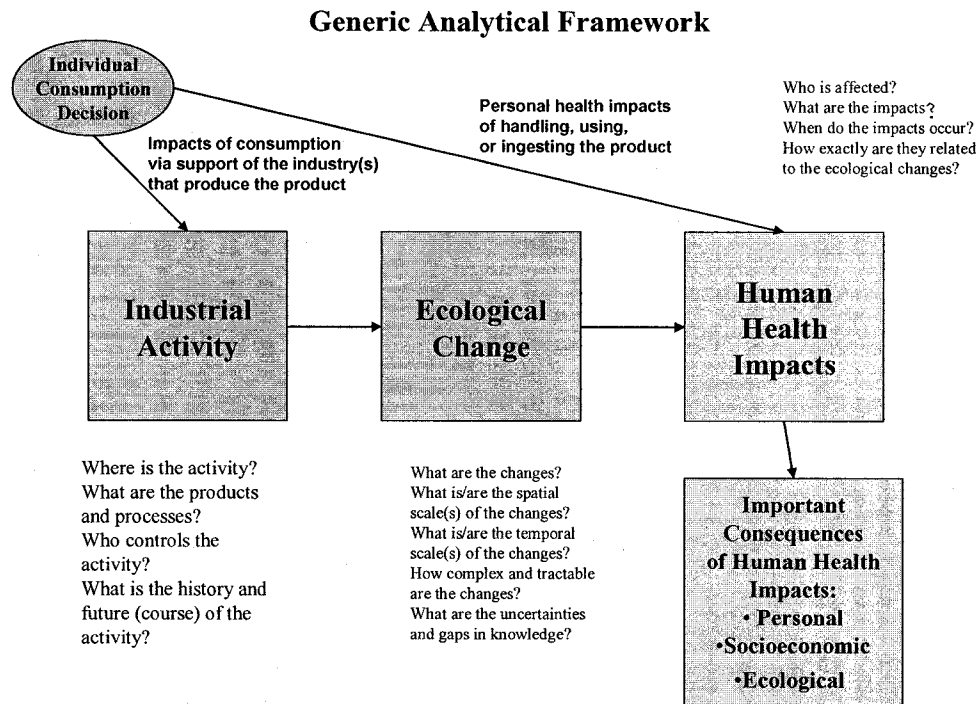 Generic Analytical Framework
Individual
Consumption
Decision
Impacts of consumption
via support of the industry(s)
that produce the product
Personal health impacts
of handling, using,
or ingesting the product
Who is affected?
What are the impacts?
When do the impacts occur?
How exactly are they related
to the ecological changes?
Industrial
Activity
Ecological
Change
Human
Health
Impacts
Where is the activity?
What are the products
and processes?
Who controls the
activity?
What is the history and
future (course) of the
activity?
What are the changes?
What is/are the spatial
scale(s) of the changes?
What is/are the temporal
scale(s) of the changes?
How complex and tractable
are the changes?
What are the uncertainties
and gaps in knowledge?
Important
Consequences
of Human Health
Impacts:
• Personal
•Socioeconomic
•Ecological